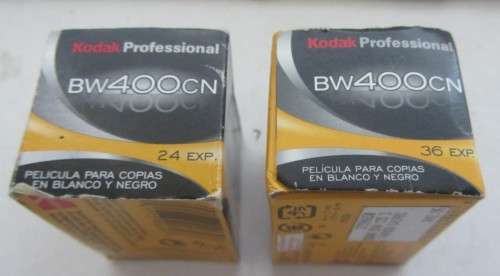 Kodak Professional
BW400CN
24 EXP.
PELICULA PARA COPIAS
EN BLANCO Y NEGRO
Kodak Professional
BW400CN
36 EXP.
PELÍCULA PARA COPIAS
EN BLANCO Y NEGRO